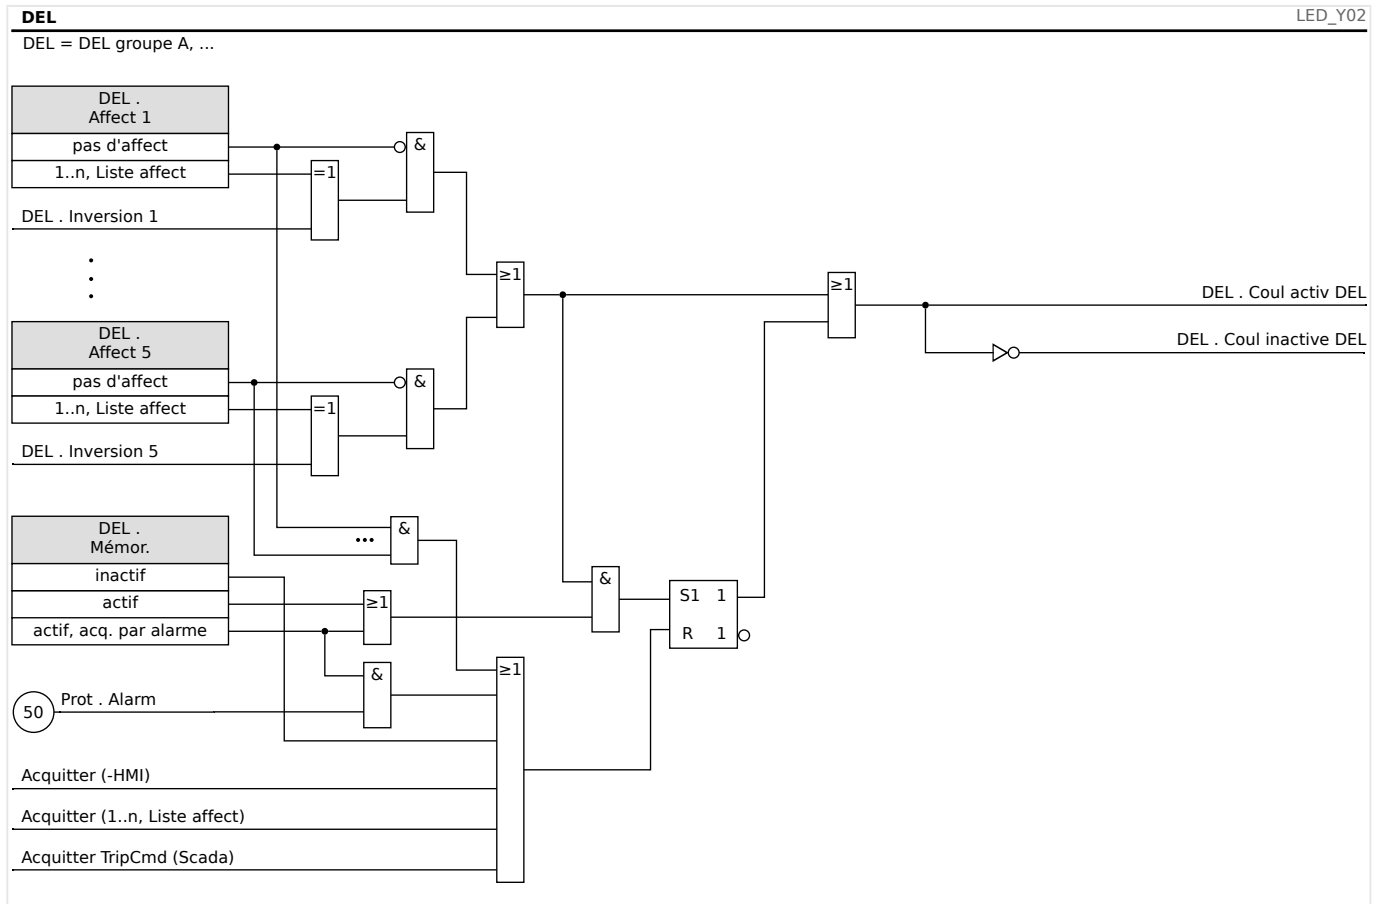 DEL
LED_Y02
DEL = DEL groupe A, ...
DEL .
Affect 1
pas d'affect
1..n, Liste affect
DEL . Inversion 1
=1
&
≥1
≥1
DEL . Coul activ DEL
DEL . Coul inactive DEL
DEL .
Affect 5
pas d'affect
1..n, Liste affect
DEL . Inversion 5
=1
&
DEL .
Mémor.
inactif
actif
actif, acq. par alarme
&
≥1
&
S1 1
R 1
&
≥1
50
Prot . Alarm
Acquitter (-HMI)
Acquitter (1..n, Liste affect)
Acquitter TripCmd (Scada)